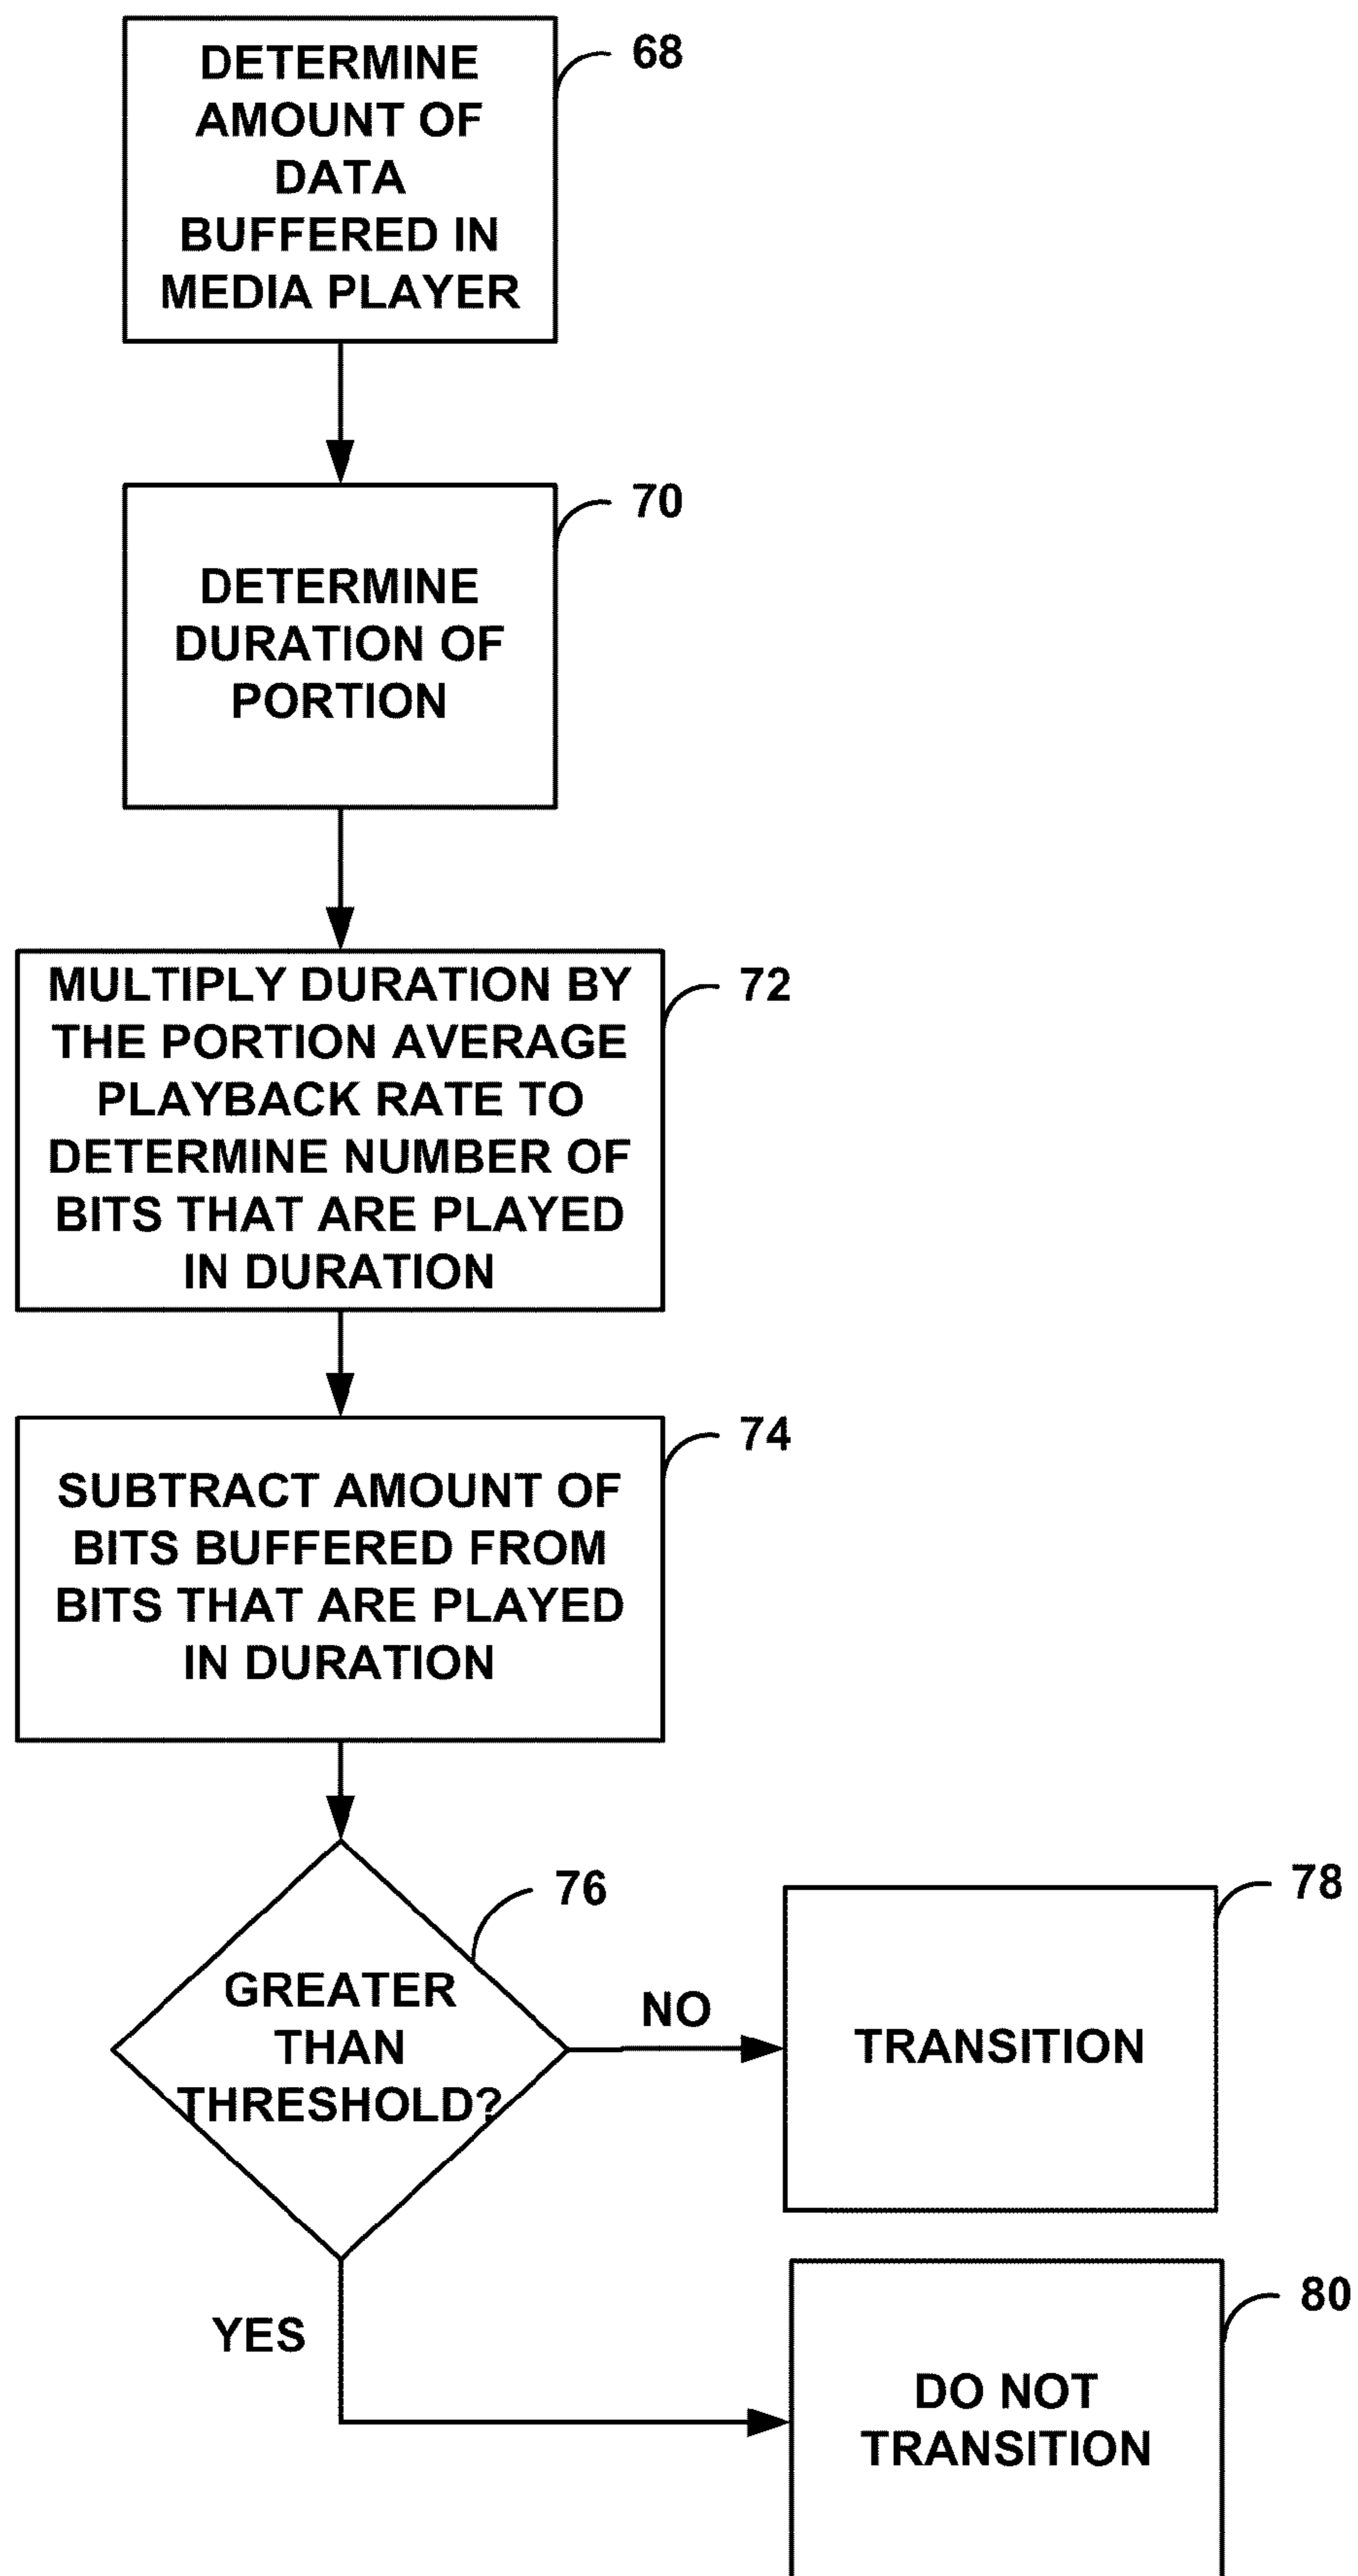 DETERMINE
AMOUNT OF
DATA
BUFFERED IN
MEDIA PLAYER
68
DETERMINE
DURATION OF
PORTION
70
MULTIPLY DURATION BY
THE PORTION AVERAGE
PLAYBACK RATE TO
DETERMINE NUMBER OF
BITS THAT ARE PLAYED
IN DURATION
72
SUBTRACT AMOUNT OF
BITS BUFFERED FROM
BITS THAT ARE PLAYED
IN DURATION
74
GREATER
THAN
THRESHOLD?
76
NO
TRANSITION
78
YES
DO NOT
TRANSITION
80